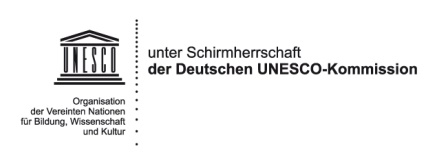 UNESCO
unter Schirmherrschaft
der Deutschen UNESCO-Kommission
Organisation
der Vereinten Nationen
für Bildung, Wissenschaft
und Kultur